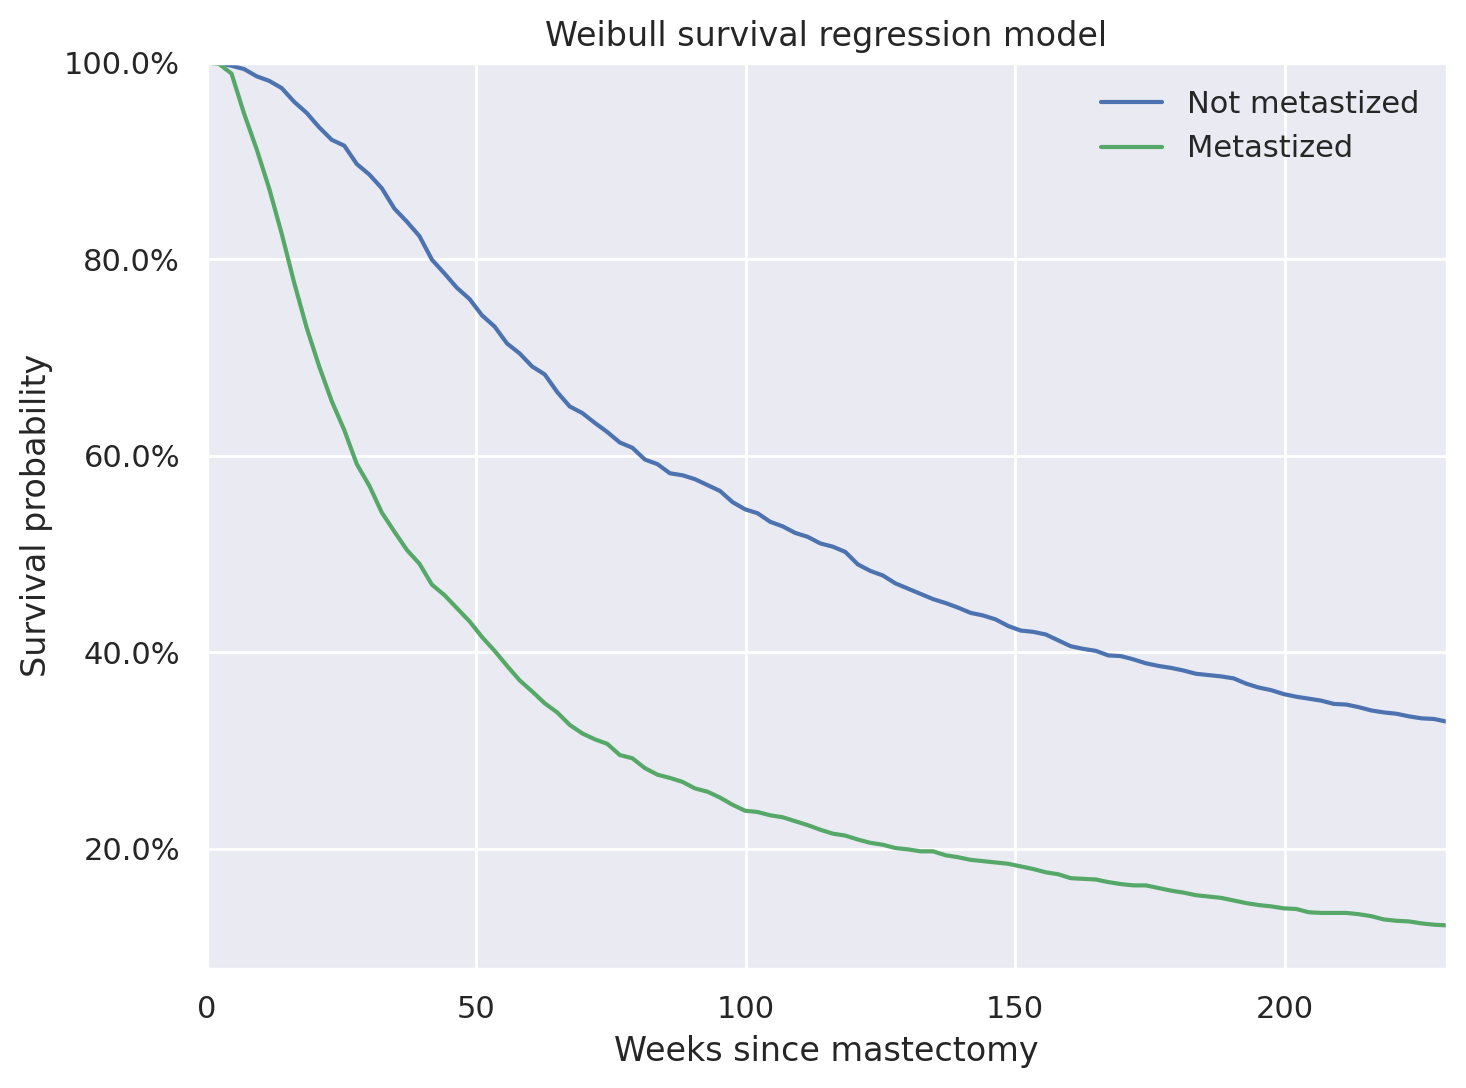 Weibull survival regression model
100.0%
80.0%
60.0%
40.0%
20.0%
Survival probability
Not metastized
Metastized
0 50 100 150 200
Weeks since mastectomy